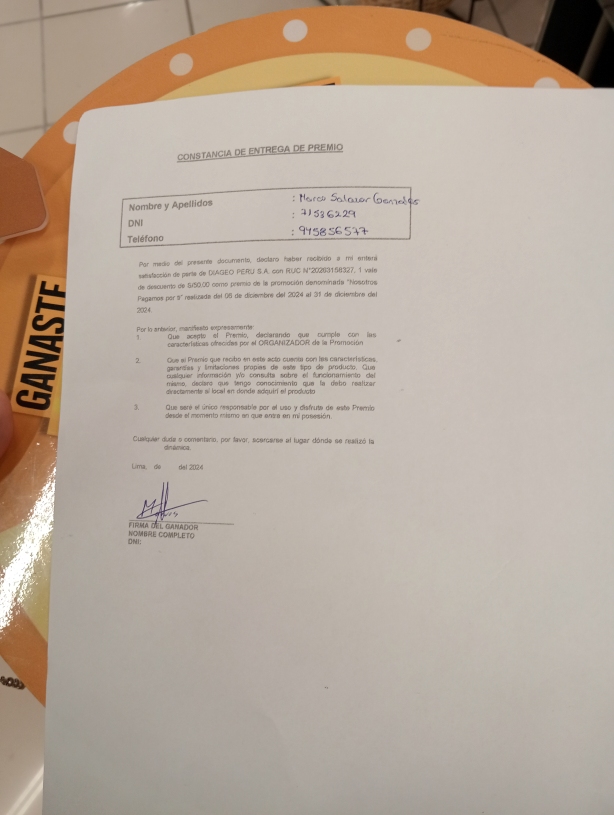 CONSTANCIA DE ENTREGA DE PREMIO
Nombre y Apellidos : Marco Salazar Gonzales
DNI : 71536229
Teléfono : 945856577
Por medio del presente documento, declaro haber recibido a mi entera
satisfacción de parte de DIAGEO PERU S.A. con RUC N°20293158327, 1 vale
de descuento de S/50.00 como premio de la promoción denominada "Nosotros
Pagamos por ti" realizada del 06 de diciembre del 2024 al 31 de diciembre del
2024.
Por lo anterior, manifiesto expresamente
1. Que acepto el Premio, declarando que cumple con las
características ofrecidas por el ORGANIZADOR de la Promoción
2. Que el Premio que recibo en este acto cuenta con las características,
garantías y limitaciones propias de este tipo de producto. Que
cualquier información y/o consulta sobre el funcionamiento del
mismo, declaro que tengo conocimiento que la debo realizar
directamente al local en donde adquirí el producto
3. Que seré el único responsable por el uso y disfrute de este Premio
desde el momento mismo en que entre en mi posesión.
Cualquier duda o comentario, por favor, acercarse al lugar dónde se realizó la
dinámica.
Lima, de del 2024
FIRMA DEL GANADOR
NOMBRE COMPLETO
DNI:
GANASTE